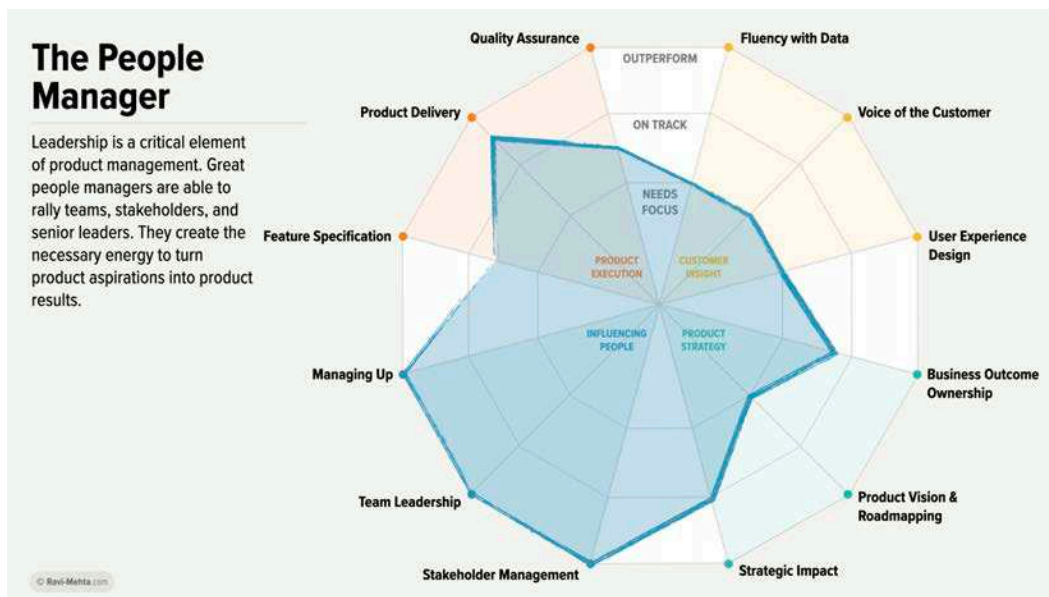 The People
Manager
Leadership is a critical element
of product management. Great
people managers are able to
rally teams, stakeholders, and
senior leaders. They create the
necessary energy to turn
product aspirations into product
results.
Quality Assurance
Fluency with Data
OUTPERFORM
Product Delivery
Voice of the Customer
ON TRACK
NEEDS
FOCUS
Feature Specification
User Experience
Design
PRODUCT
EXECUTION
CUSTOMER
INSIGHT
INFLUENCING
PEOPLE
PRODUCT
STRATEGY
Managing Up
Business Outcome
Ownership
Team Leadership
Product Vision &
Roadmapping
Stakeholder Management
Strategic Impact
© Ravi-Mehta.com